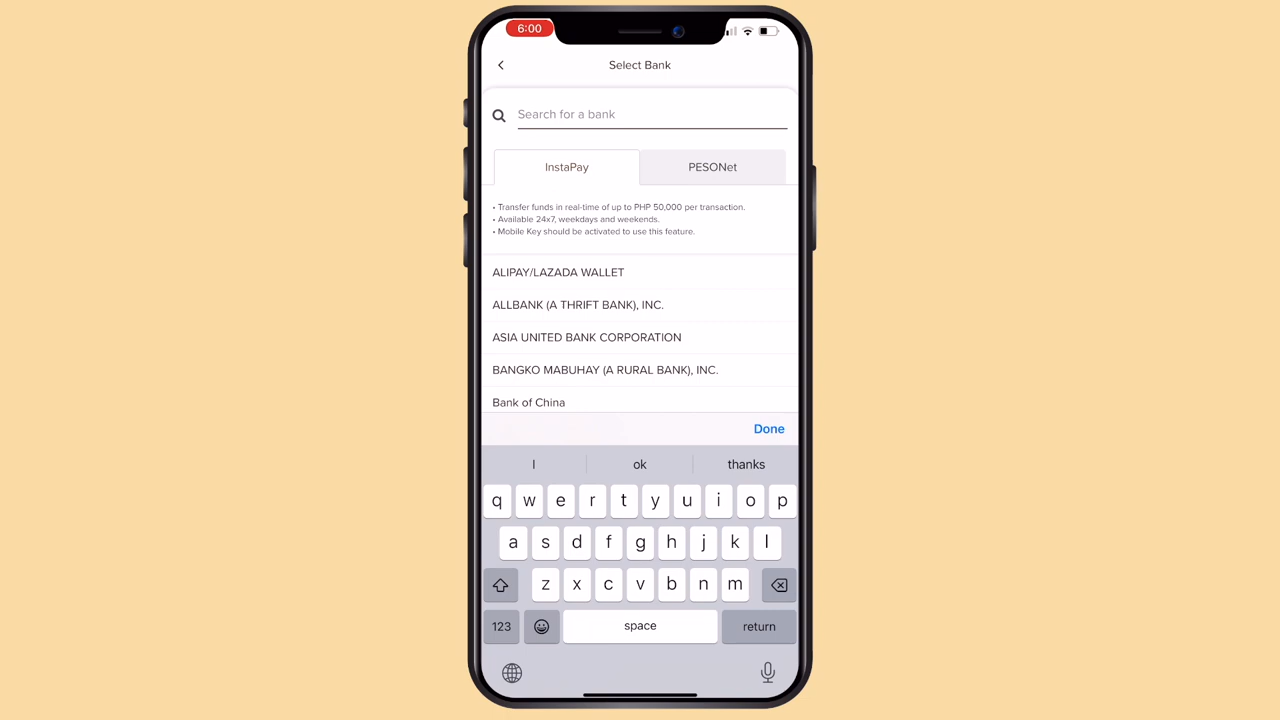 6:00
Select Bank
Search for a bank
InstaPay PESONet
• Transfer funds in real-time of up to PHP 50,000 per transaction.
• Available 24x7, weekdays and weekends.
• Mobile Key should be activated to use this feature.
ALIPAY/LAZADA WALLET
ALLBANK (A THRIFT BANK), INC.
ASIA UNITED BANK CORPORATION
BANGKO MABUHAY (A RURAL BANK), INC.
Bank of China
Done
I ok thanks
q w e r t y u i o p
a s d f g h j k l
z x c v b n m
123 space return